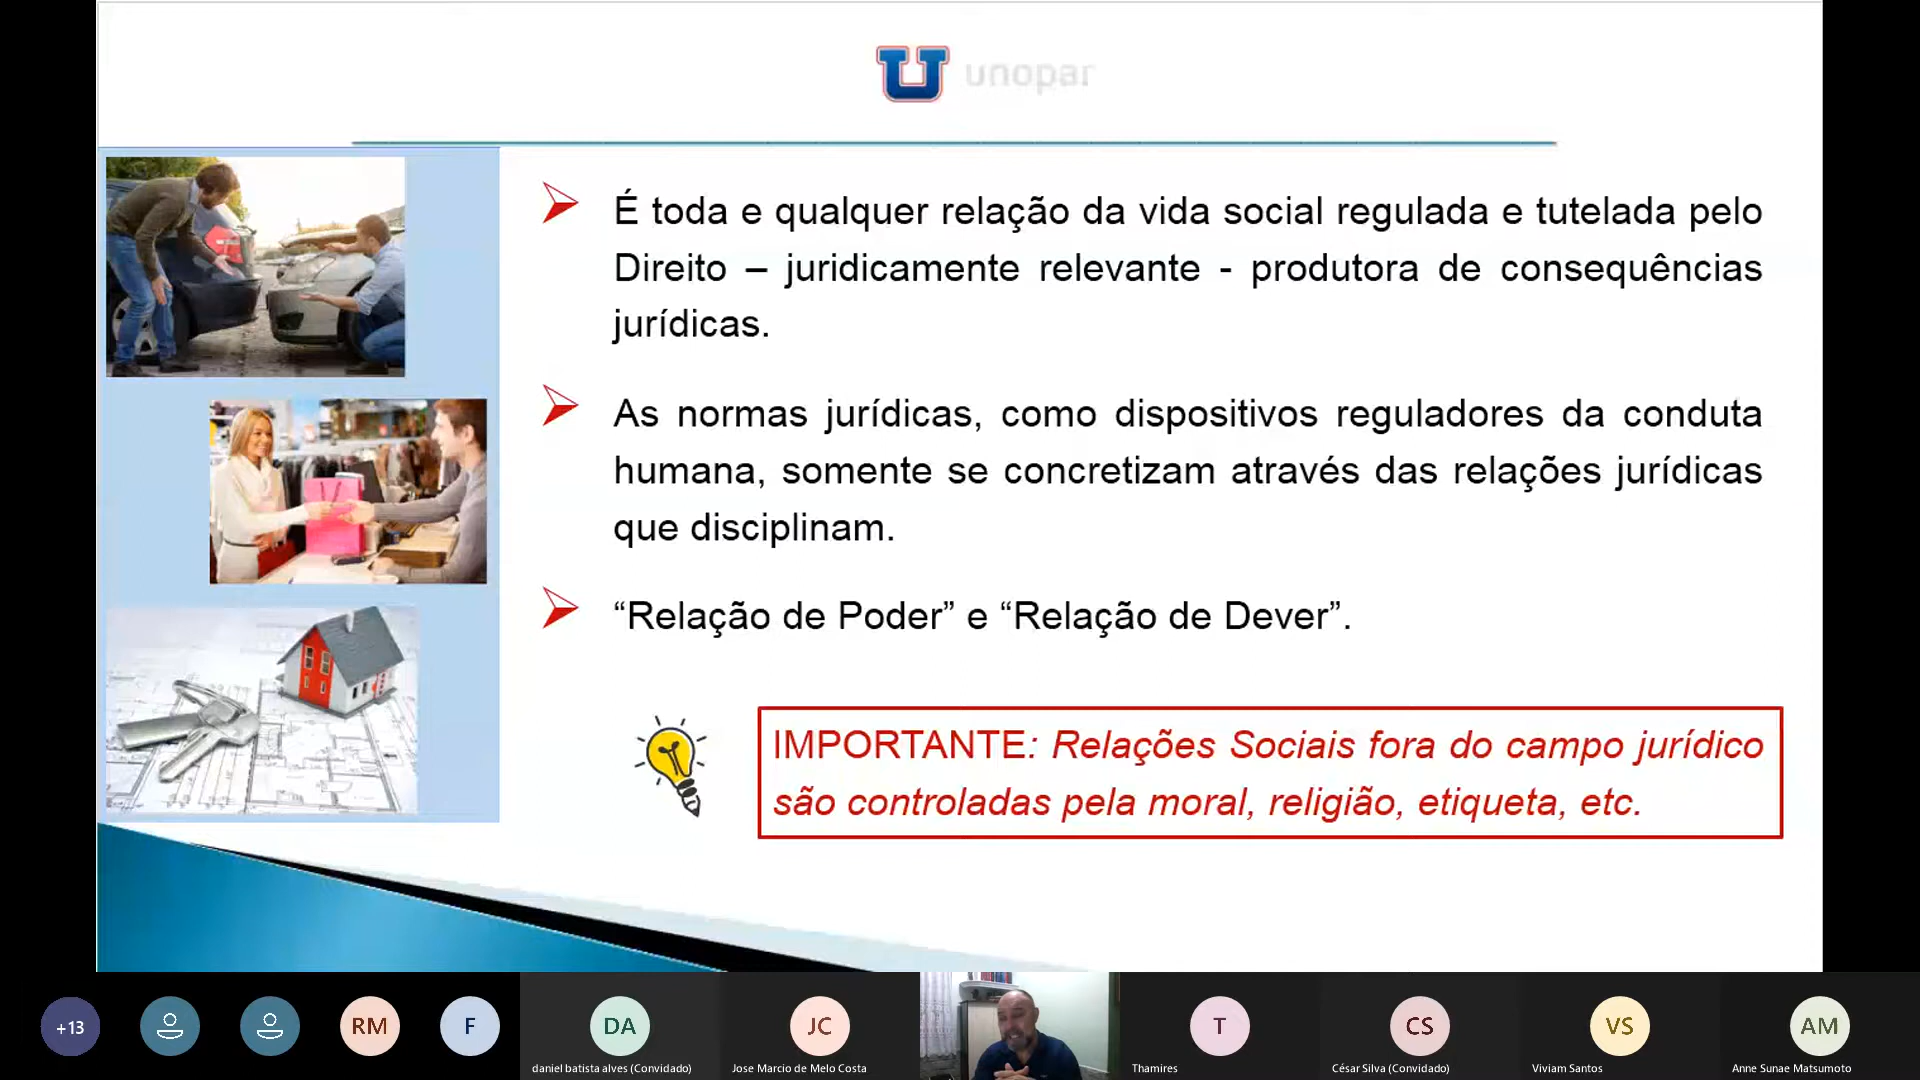 unopar
É toda e qualquer relação da vida social regulada e tutelada pelo
Direito – juridicamente relevante - produtora de consequências
jurídicas.
As normas jurídicas, como dispositivos reguladores da conduta
humana, somente se concretizam através das relações jurídicas
que disciplinam.
“Relação de Poder” e “Relação de Dever”.
IMPORTANTE: Relações Sociais fora do campo jurídico
são controladas pela moral, religião, etiqueta, etc.
+13
RM
F
DA
JC
T
CS
VS
AM
daniel batista alves (Convidado)
Jose Marcio de Melo Costa
Thamires
César Silva (Convidado)
Viviam Santos
Anne Sunae Matsumoto